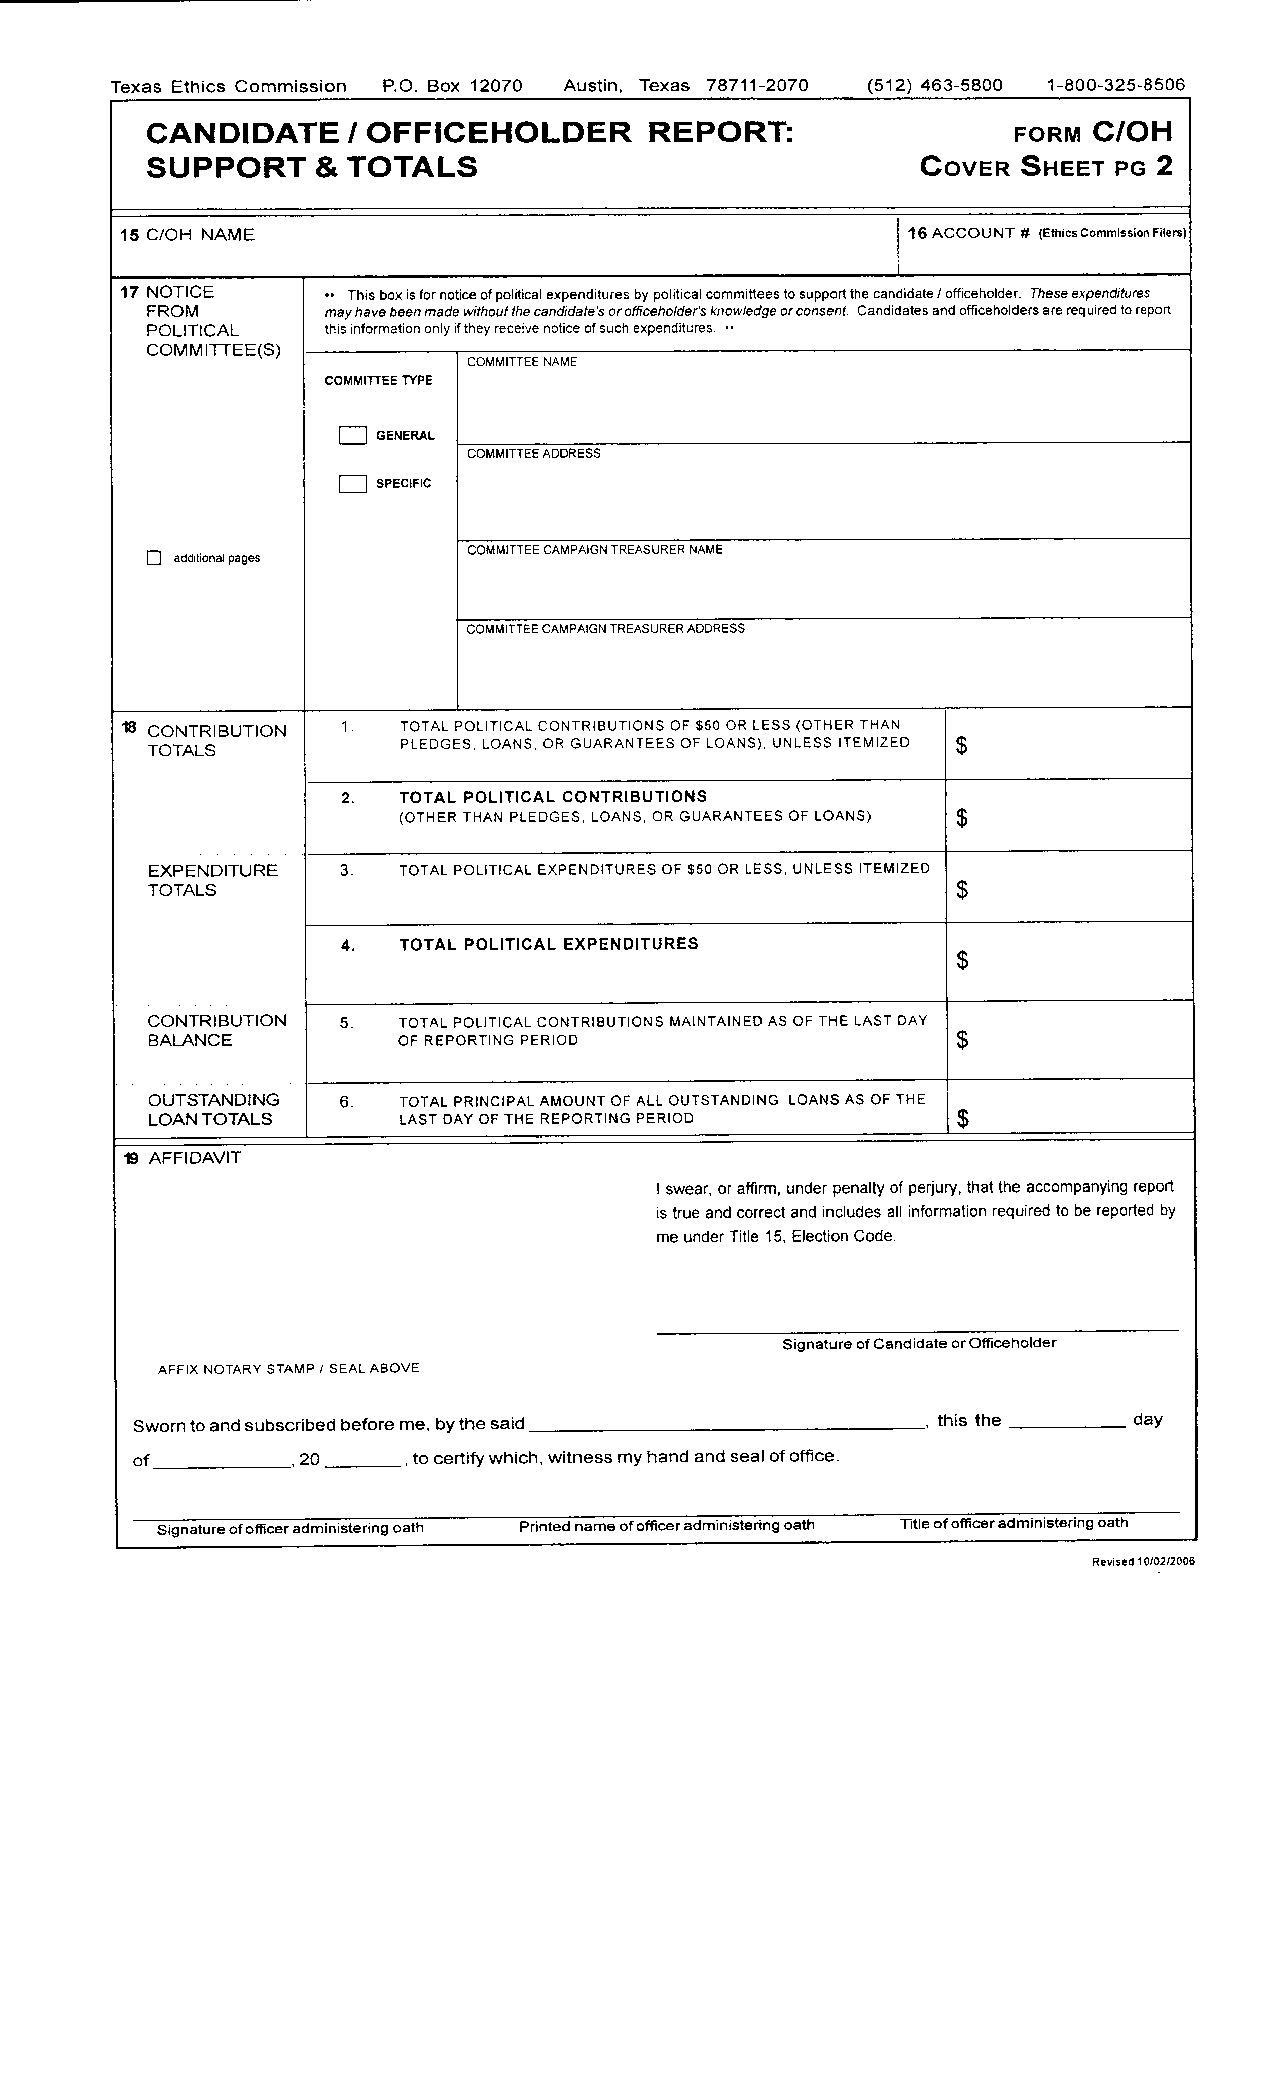 Texas Ethics Commission P.O. Box 12070 Austin, Texas 78711-2070 (512) 463-5800 1-800-325-8506
CANDIDATE / OFFICEHOLDER REPORT: FORM C/OH
SUPPORT & TOTALS COVER SHEET PG 2
15 C/OH NAME 16 ACCOUNT # (Ethics Commission Filers)
17 NOTICE FROM POLITICAL COMMITTEE(S)
•• This box is for notice of political expenditures by political committees to support the candidate / officeholder. These expenditures
may have been made without the candidate's or officeholder's knowledge or consent. Candidates and officeholders are required to report
this information only if they receive notice of such expenditures. ••
COMMITTEE TYPE
GENERAL
SPECIFIC
additional pages
COMMITTEE NAME
COMMITTEE ADDRESS
COMMITTEE CAMPAIGN TREASURER NAME
COMMITTEE CAMPAIGN TREASURER ADDRESS
18 CONTRIBUTION TOTALS
1. TOTAL POLITICAL CONTRIBUTIONS OF $50 OR LESS (OTHER THAN
PLEDGES, LOANS, OR GUARANTEES OF LOANS), UNLESS ITEMIZED $
2. TOTAL POLITICAL CONTRIBUTIONS
(OTHER THAN PLEDGES, LOANS, OR GUARANTEES OF LOANS) $
EXPENDITURE TOTALS
3. TOTAL POLITICAL EXPENDITURES OF $50 OR LESS, UNLESS ITEMIZED
$
4. TOTAL POLITICAL EXPENDITURES
$
CONTRIBUTION BALANCE
5. TOTAL POLITICAL CONTRIBUTIONS MAINTAINED AS OF THE LAST DAY
OF REPORTING PERIOD $
OUTSTANDING LOAN TOTALS
6. TOTAL PRINCIPAL AMOUNT OF ALL OUTSTANDING LOANS AS OF THE
LAST DAY OF THE REPORTING PERIOD $
19 AFFIDAVIT
I swear, or affirm, under penalty of perjury, that the accompanying report
is true and correct and includes all information required to be reported by
me under Title 15, Election Code.
Signature of Candidate or Officeholder
AFFIX NOTARY STAMP / SEAL ABOVE
Sworn to and subscribed before me, by the said ____________________, this the __________ day
of ____________, 20 _______, to certify which, witness my hand and seal of office.
Signature of officer administering oath Printed name of officer administering oath Title of officer administering oath
Revised 10/02/2006